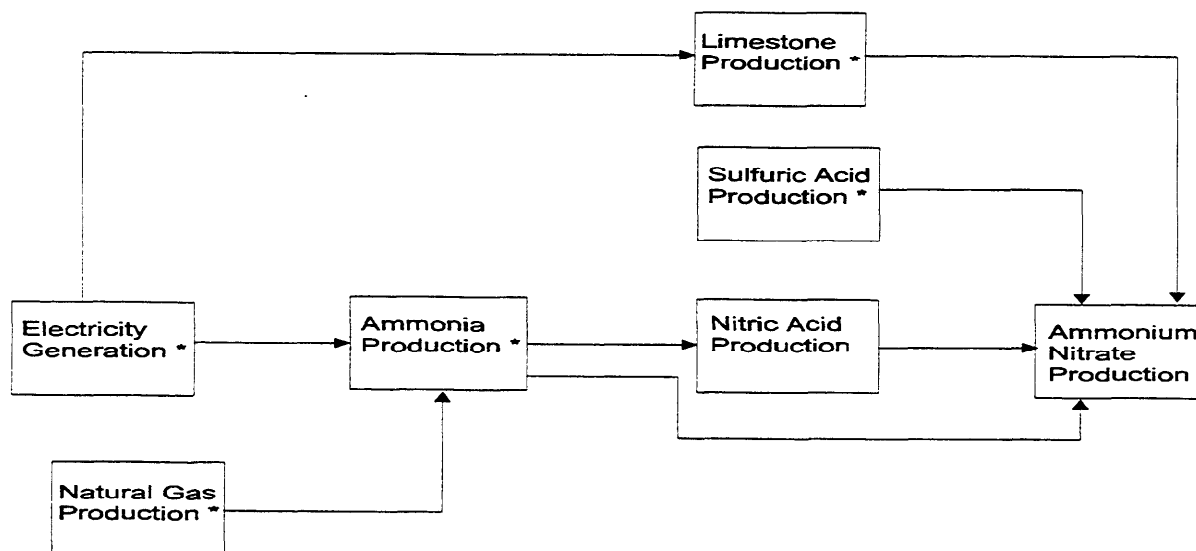 Limestone
Production *
Sulfuric Acid
Production *
Electricity
Generation *
Ammonia
Production *
Nitric Acid
Production
Ammonium
Nitrate
Production
Natural Gas
Production *